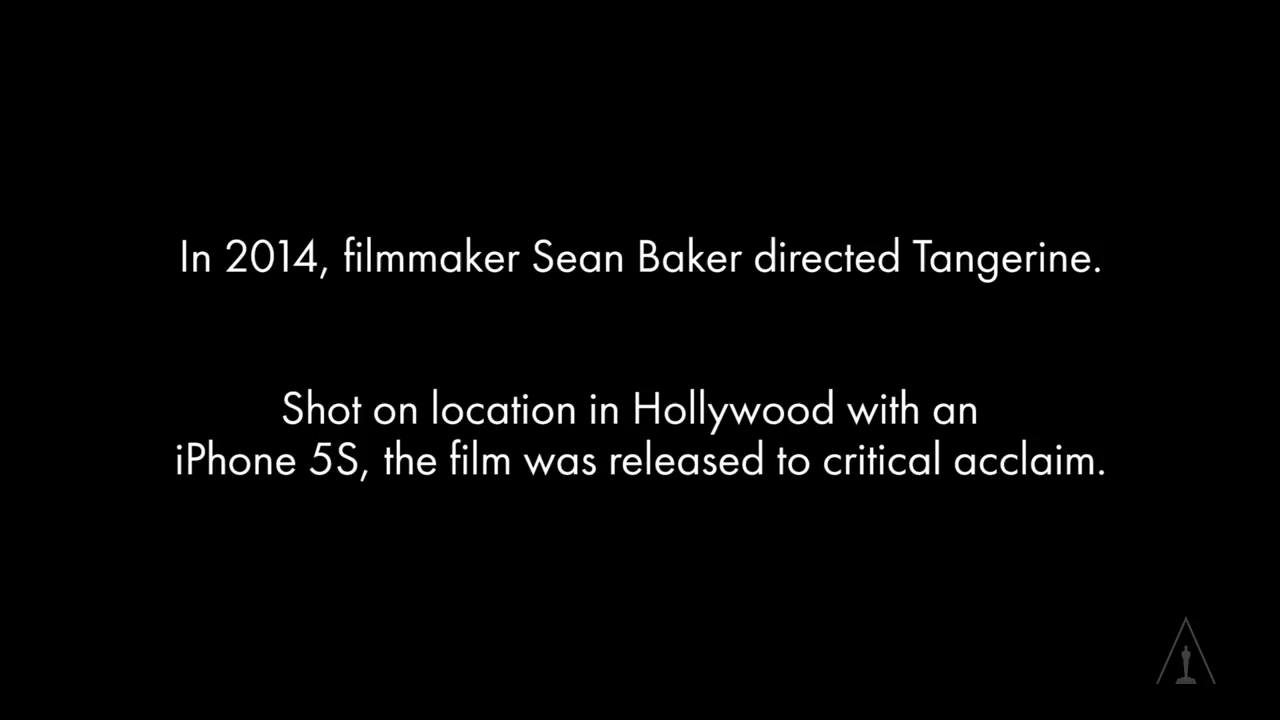 In 2014, filmmaker Sean Baker directed Tangerine.
Shot on location in Hollywood with an
iPhone 5S, the film was released to critical acclaim.